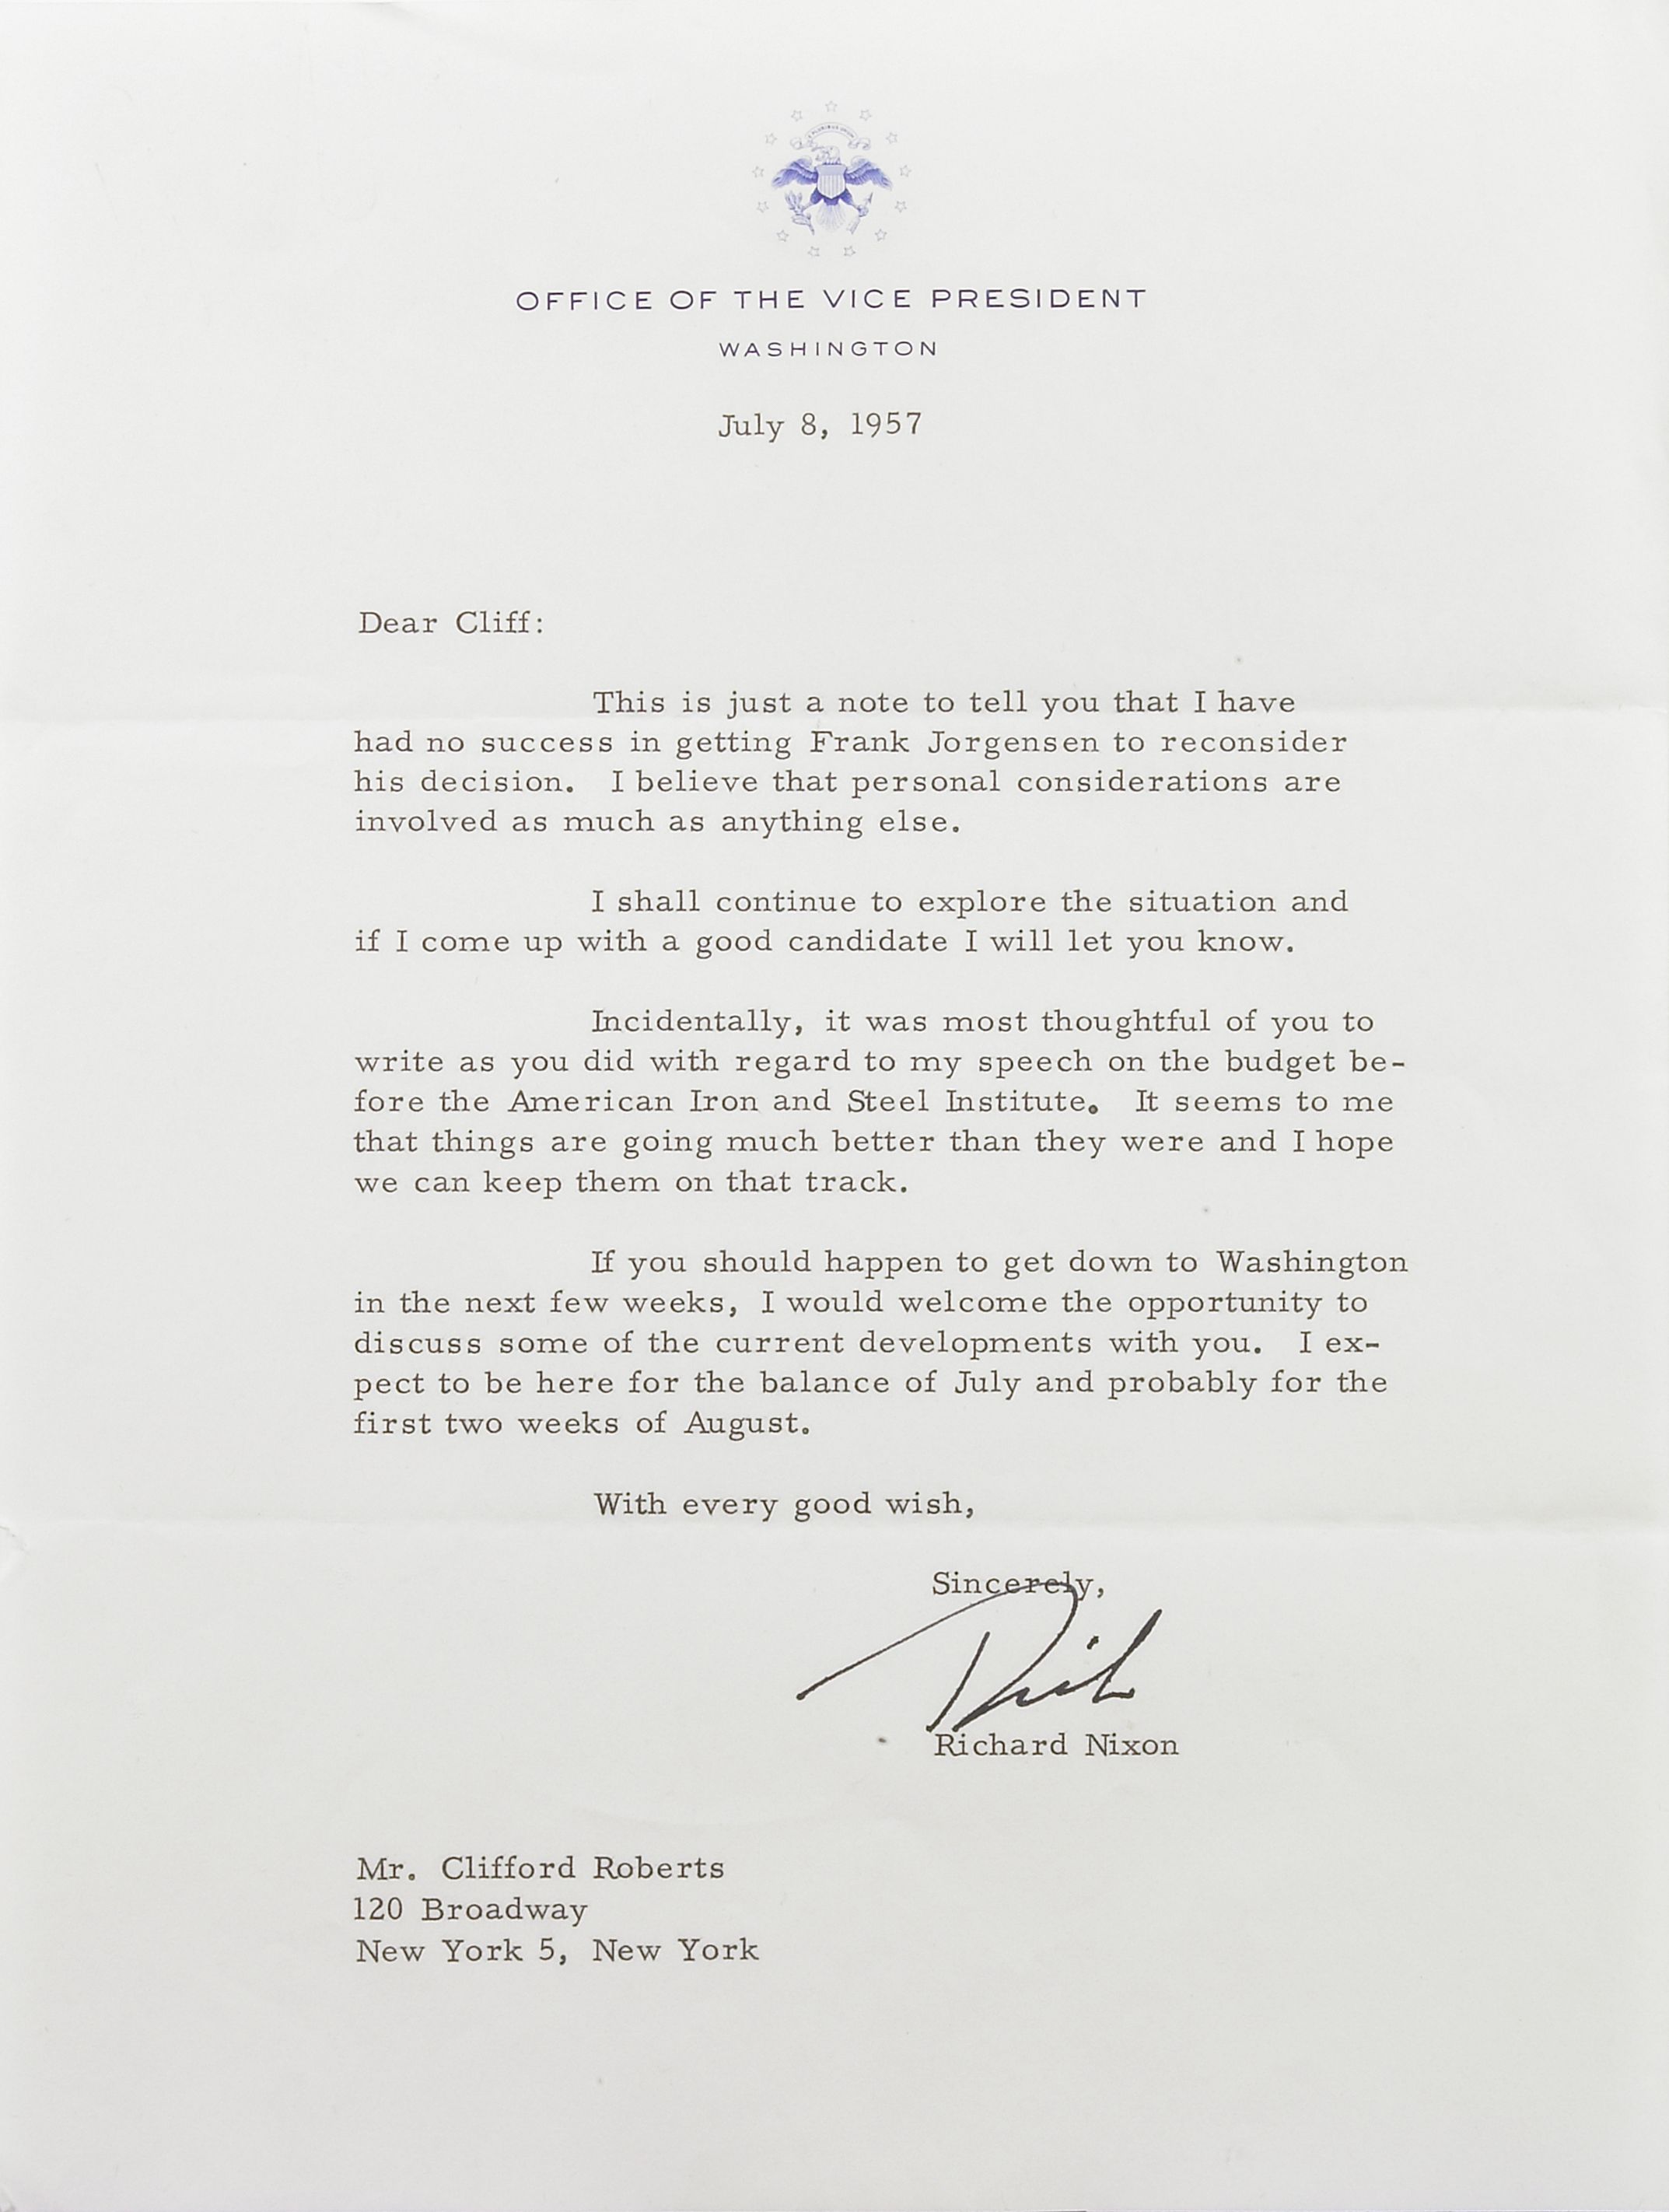 E PLURIBUS UNUM
OFFICE OF THE VICE PRESIDENT
WASHINGTON
July 8, 1957
Dear Cliff:
This is just a note to tell you that I have
had no success in getting Frank Jorgensen to reconsider
his decision. I believe that personal considerations are
involved as much as anything else.
I shall continue to explore the situation and
if I come up with a good candidate I will let you know.
Incidentally, it was most thoughtful of you to
write as you did with regard to my speech on the budget be-
fore the American Iron and Steel Institute. It seems to me
that things are going much better than they were and I hope
we can keep them on that track.
If you should happen to get down to Washington
in the next few weeks, I would welcome the opportunity to
discuss some of the current developments with you. I ex-
pect to be here for the balance of July and probably for the
first two weeks of August.
With every good wish,
Sincerely,
Dick
Richard Nixon
Mr. Clifford Roberts
120 Broadway
New York 5, New York